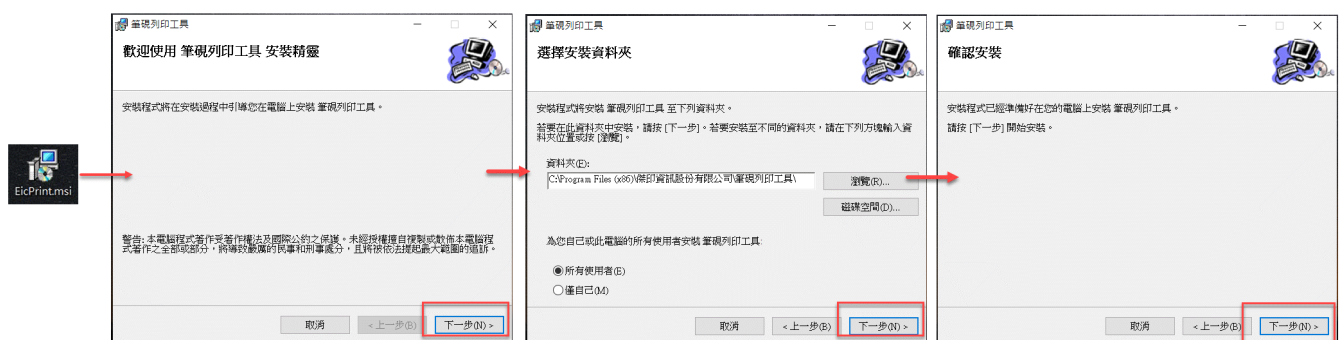 EicPrint.msi
筆硯列印工具
歡迎使用 筆硯列印工具 安裝精靈
安裝程式將在安裝過程中引導您在電腦上安裝 筆硯列印工具。
警告: 本電腦程式著作受著作權法及國際公約之保護。未經授權擅自複製或散佈本電腦程
式著作之全部或部分，將導致嚴厲的民事和刑事處分，且將被依法提起最大範圍的追訴。
取消
<上一步(B)
下一步(N) >
筆硯列印工具
選擇安裝資料夾
安裝程式將安裝 筆硯列印工具 至下列資料夾。
若要在此資料夾中安裝，請按 [下一步]。若要安裝至不同的資料夾，請在下列方塊輸入資
料夾位置或按 [瀏覽]。
資料夾(F):
C:\Program Files (x86)\傑印資訊股份有限公司\筆硯列印工具\
瀏覽(R)...
磁碟空間(D)...
為您自己或此電腦的所有使用者安裝 筆硯列印工具:
所有使用者(E)
僅自己(M)
取消
<上一步(B)
下一步(N) >
筆硯列印工具
確認安裝
安裝程式已經準備好在您的電腦上安裝 筆硯列印工具。
請按 [下一步] 開始安裝。
取消
<上一步(B)
下一步(N) >